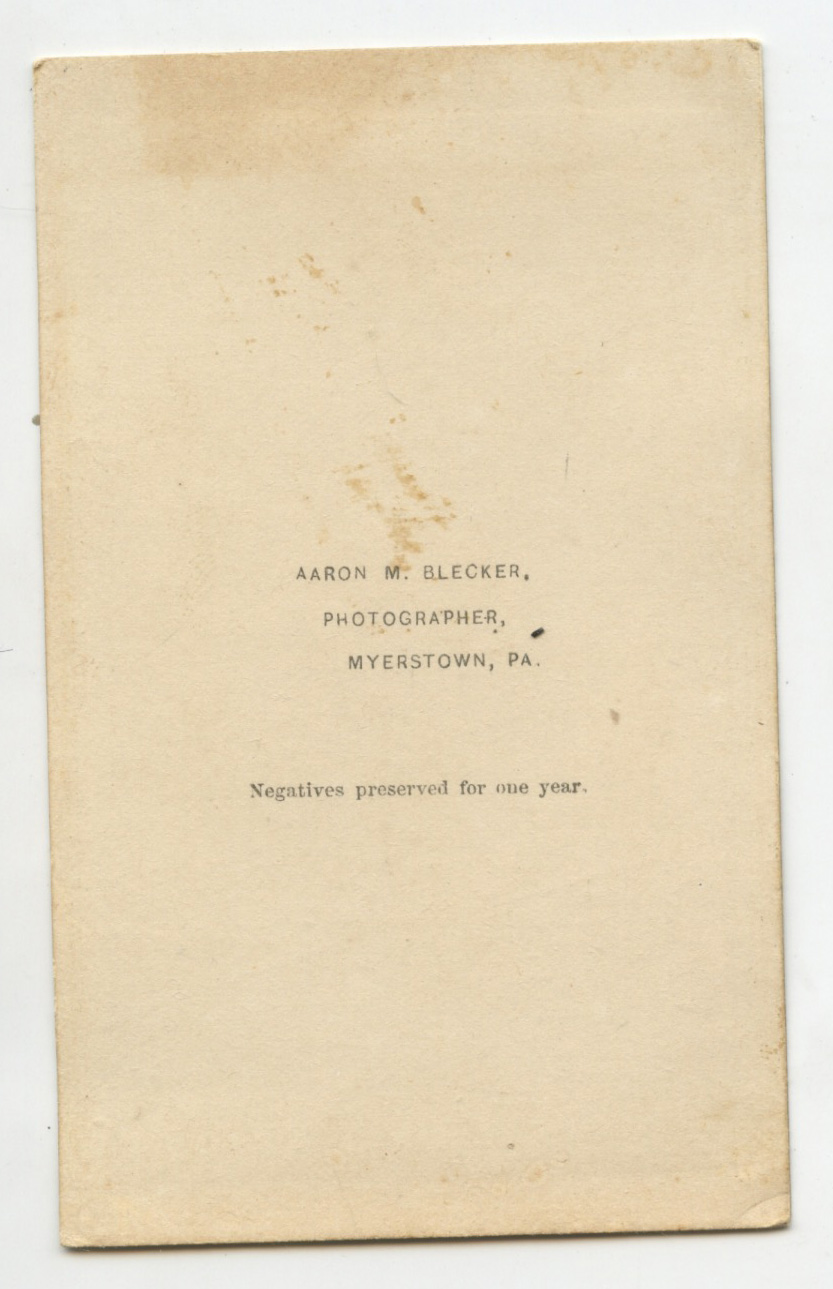 AARON M. BLECKER,
PHOTOGRAPHER,
MYERSTOWN, PA.
Negatives preserved for one year.